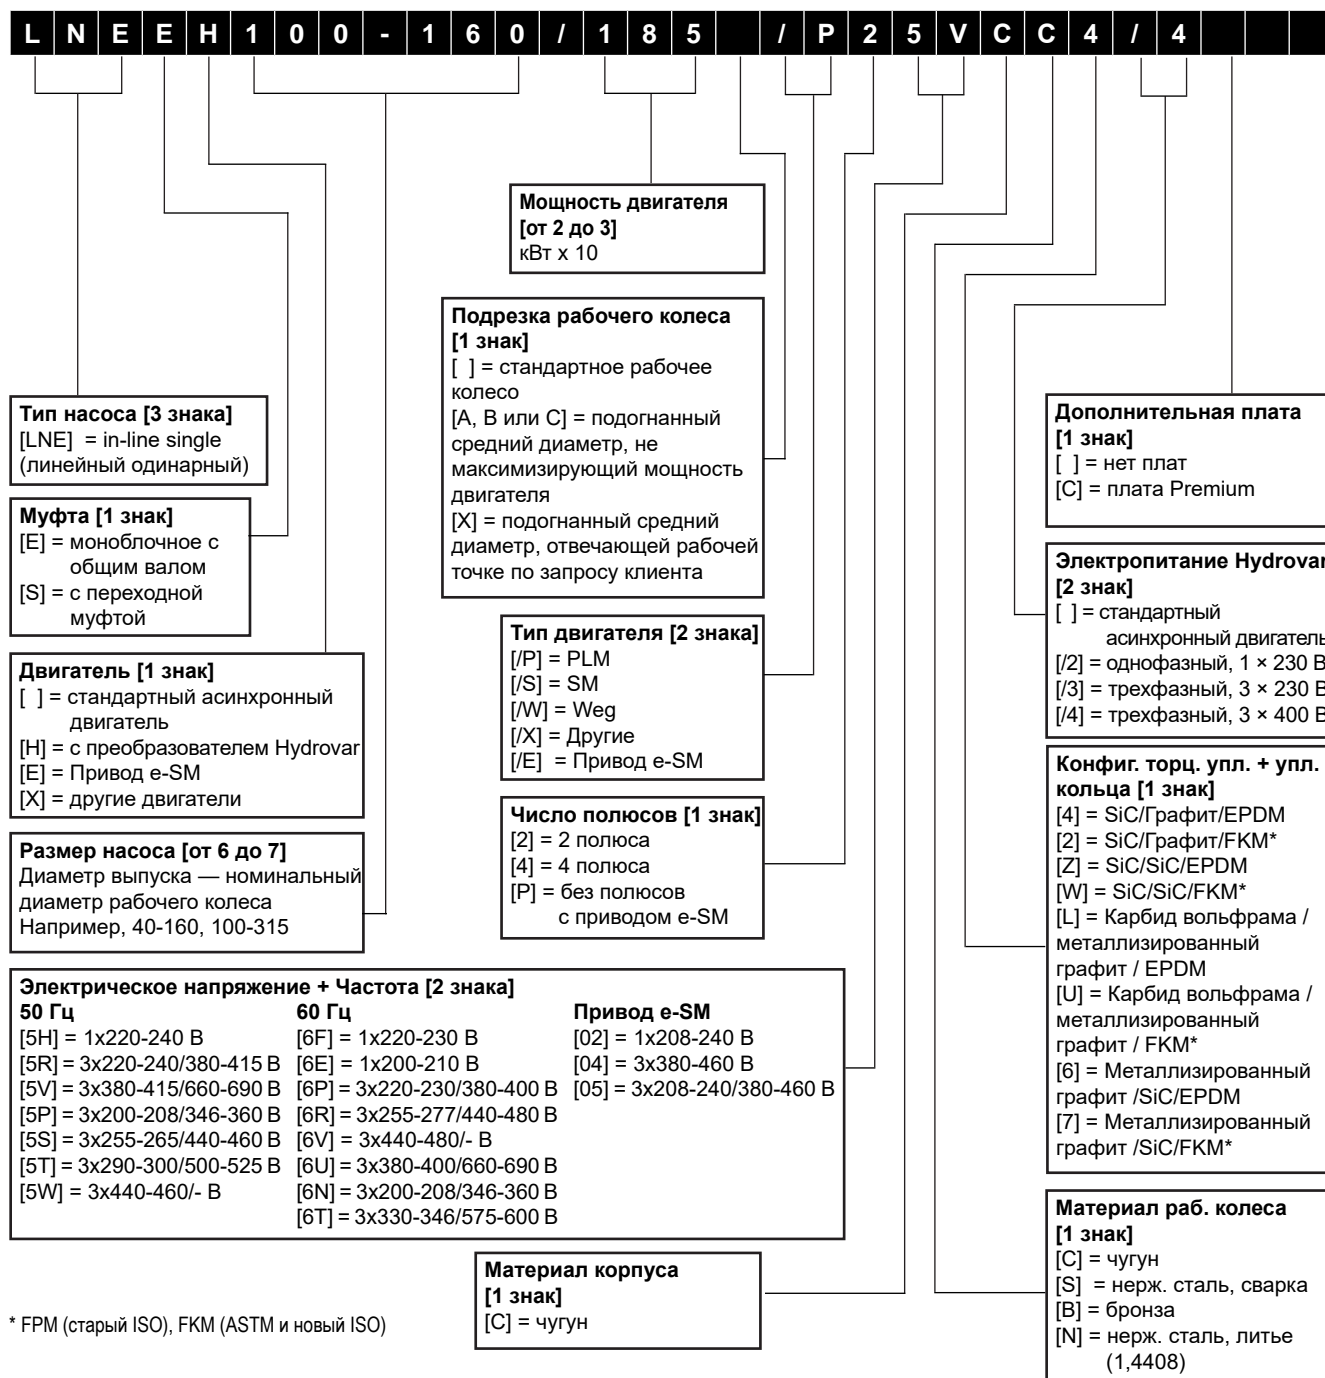 LNEEH100-160/185 /P25VCC4/4
Мощность двигателя
[от 2 до 3]
кВт x 10
Подрезка рабочего колеса
[1 знак]
[ ] = стандартное рабочее
колесо
[A, B или C] = подогнанный
средний диаметр, не
максимизирующий мощность
двигателя
[X] = подогнанный средний
диаметр, отвечающей рабочей
точке по запросу клиента
Тип насоса [3 знака]
[LNE] = in-line single
(линейный одинарный)
Муфта [1 знак]
[E] = моноблочное с
общим валом
[S] = с переходной
муфтой
Двигатель [1 знак]
[ ] = стандартный асинхронный
двигатель
[H] = с преобразователем Hydrovar
[E] = Привод e-SM
[X] = другие двигатели
Размер насоса [от 6 до 7]
Диаметр выпуска — номинальный
диаметр рабочего колеса
Например, 40-160, 100-315
Тип двигателя [2 знака]
[/P] = PLM
[/S] = SM
[/W] = Weg
[/X] = Другие
[/E] = Привод e-SM
Число полюсов [1 знак]
[2] = 2 полюса
[4] = 4 полюса
[P] = без полюсов
с приводом e-SM
Дополнительная плата
[1 знак]
[ ] = нет плат
[C] = плата Premium
Электропитание Hydrovar
[2 знак]
[ ] = стандартный
асинхронный двигатель
[/2] = однофазный, 1 × 230 В
[/3] = трехфазный, 3 × 230 В
[/4] = трехфазный, 3 × 400 В
Конфиг. торц. упл. + упл.
кольца [1 знак]
[4] = SiC/Графит/EPDM
[2] = SiC/Графит/FKM*
[Z] = SiC/SiC/EPDM
[W] = SiC/SiC/FKM*
[L] = Карбид вольфрама /
металлизированный
графит / EPDM
[U] = Карбид вольфрама /
металлизированный
графит / FKM*
[6] = Металлизированный
графит /SiC/EPDM
[7] = Металлизированный
графит /SiC/FKM*
Электрическое напряжение + Частота [2 знака]
50 Гц 60 Гц Привод e-SM
[5H] = 1x220-240 В [6F] = 1x220-230 В [02] = 1x208-240 В
[5R] = 3x220-240/380-415 В [6E] = 1x200-210 В [04] = 3x380-460 В
[5V] = 3x380-415/660-690 В [6P] = 3x220-230/380-400 В [05] = 3x208-240/380-460 В
[5P] = 3x200-208/346-360 В [6R] = 3x255-277/440-480 В
[5S] = 3x255-265/440-460 В [6V] = 3x440-480/- В
[5T] = 3x290-300/500-525 В [6U] = 3x380-400/660-690 В
[5W] = 3x440-460/- В [6N] = 3x200-208/346-360 В
[6T] = 3x330-346/575-600 В
Материал корпуса
[1 знак]
[C] = чугун
Материал раб. колеса
[1 знак]
[C] = чугун
[S] = нерж. сталь, сварка
[B] = бронза
[N] = нерж. сталь, литье
(1,4408)
* FPM (старый ISO), FKM (ASTM и новый ISO)